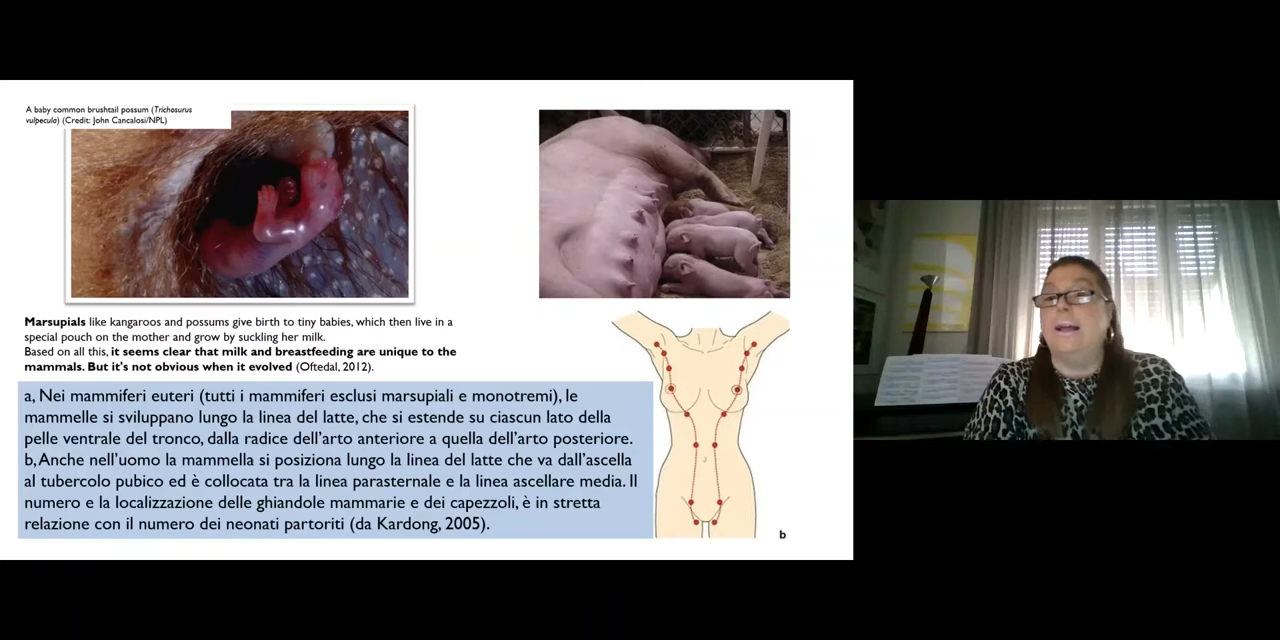 A baby common brushtail possum (Trichosurus
vulpecula) (Credit: John Cancalosi/NPL)
Marsupials like kangaroos and possums give birth to tiny babies, which then live in a
special pouch on the mother and grow by suckling her milk.
Based on all this, it seems clear that milk and breastfeeding are unique to the
mammals. But it's not obvious when it evolved (Oftedal, 2012).
a, Nei mammiferi euteri (tutti i mammiferi esclusi marsupiali e monotremi), le
mammelle si sviluppano lungo la linea del latte, che si estende su ciascun lato della
pelle ventrale del tronco, dalla radice dell'arto anteriore a quella dell'arto posteriore.
b, Anche nell'uomo la mammella si posiziona lungo la linea del latte che va dall'ascella
al tubercolo pubico ed è collocata tra la linea parasternale e la linea ascellare media. Il
numero e la localizzazione delle ghiandole mammarie e dei capezzoli, è in stretta
relazione con il numero dei neonati partoriti (da Kardong, 2005).
b